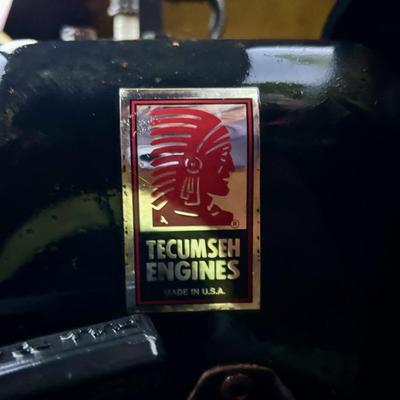 ®
TECUMSEH
ENGINES
MADE IN U.S.A.